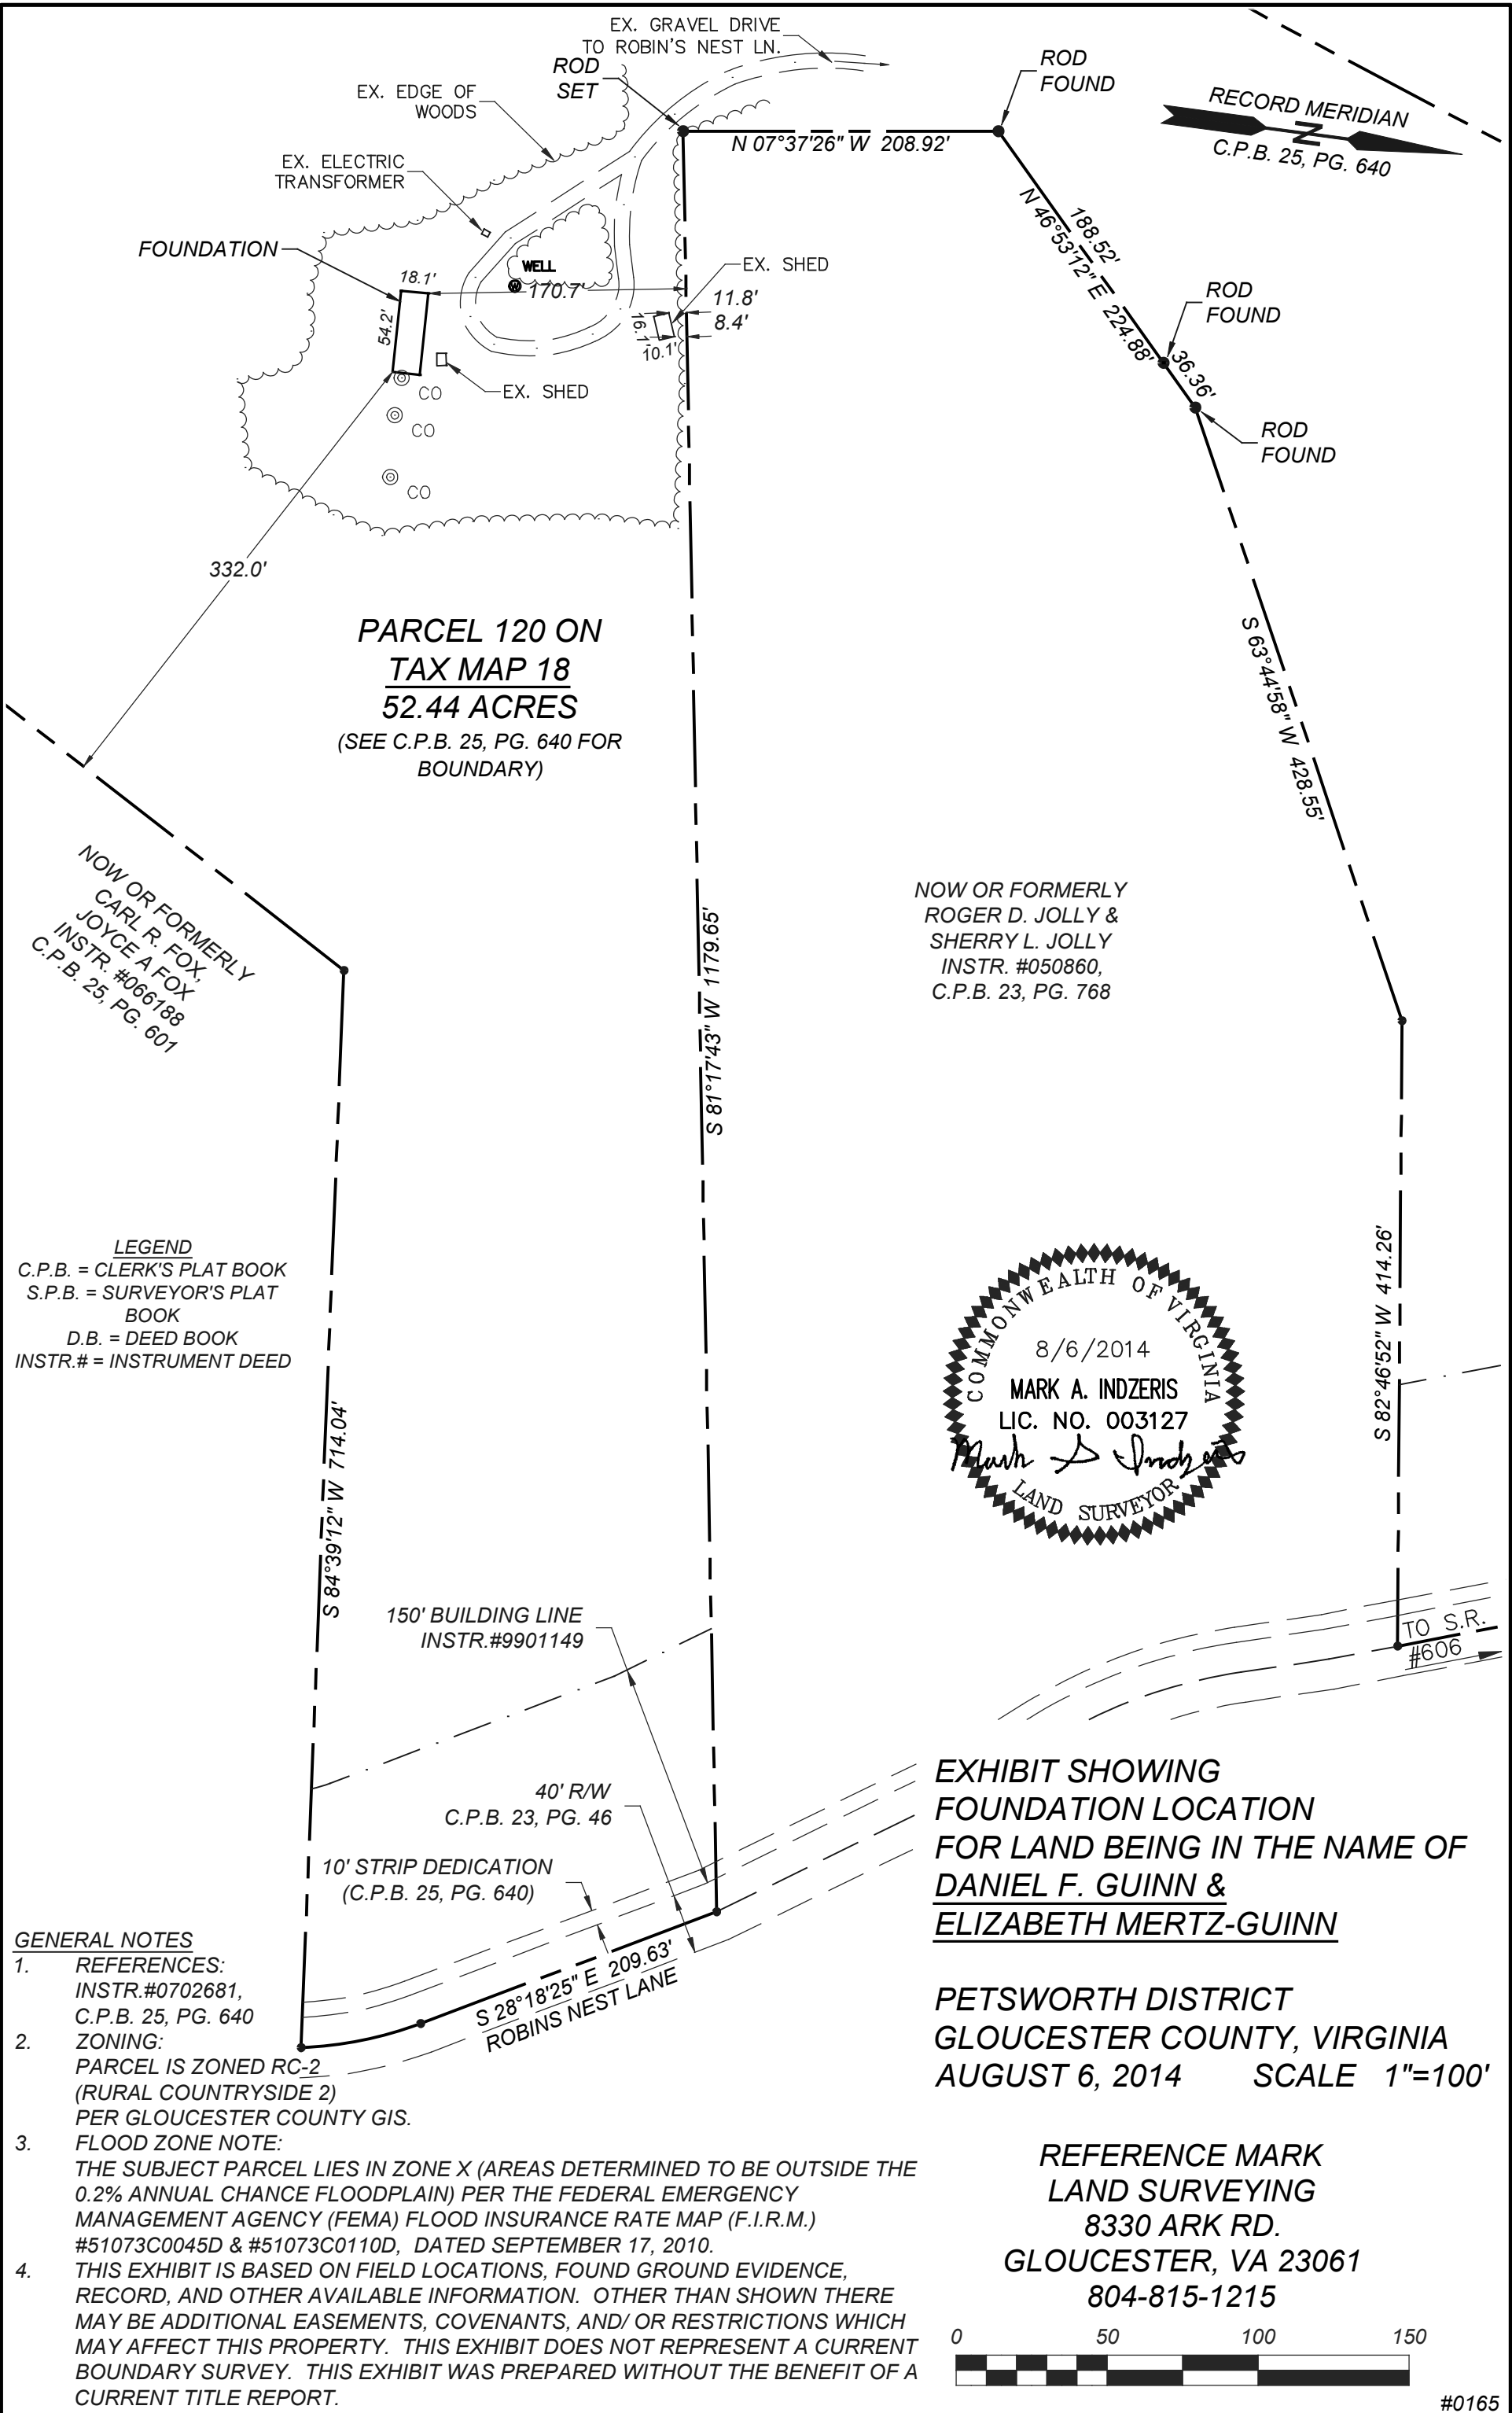 EX. GRAVEL DRIVE
TO ROBIN'S NEST LN.
ROD
SET
ROD
FOUND
EX. EDGE OF
WOODS
RECORD MERIDIAN
N
C.P.B. 25, PG. 640
N 07°37'26" W 208.92'
EX. ELECTRIC
TRANSFORMER
FOUNDATION
18.1'
54.2'
WELL
W
170.7'
EX. SHED
11.8'
8.4'
16.1'
10.1'
EX. SHED
CO
CO
CO
188.52'
N 46°53'12" E 224.88'
ROD
FOUND
36.36'
ROD
FOUND
332.0'
PARCEL 120 ON
TAX MAP 18
52.44 ACRES
(SEE C.P.B. 25, PG. 640 FOR
BOUNDARY)
S 63°44'58" W 428.55'
NOW OR FORMERLY
CARL R. FOX,
JOYCE A FOX
INSTR. #066188
C.P.B. 25, PG. 601
S 81°17'43" W 1179.65'
NOW OR FORMERLY
ROGER D. JOLLY &
SHERRY L. JOLLY
INSTR. #050860,
C.P.B. 23, PG. 768
LEGEND
C.P.B. = CLERK'S PLAT BOOK
S.P.B. = SURVEYOR'S PLAT
BOOK
D.B. = DEED BOOK
INSTR.# = INSTRUMENT DEED
S 84°39'12" W 714.04'
COMMONWEALTH OF VIRGINIA
8/6/2014
MARK A. INDZERIS
LIC. NO. 003127
Mark A Indzeris
LAND SURVEYOR
S 82°46'52" W 414.26'
150' BUILDING LINE
INSTR.#9901149
TO S.R.
#606
40' R/W
C.P.B. 23, PG. 46
10' STRIP DEDICATION
(C.P.B. 25, PG. 640)
S 28°18'25" E 209.63'
ROBINS NEST LANE
EXHIBIT SHOWING
FOUNDATION LOCATION
FOR LAND BEING IN THE NAME OF
DANIEL F. GUINN &
ELIZABETH MERTZ-GUINN
PETSWORTH DISTRICT
GLOUCESTER COUNTY, VIRGINIA
AUGUST 6, 2014 SCALE 1"=100'
GENERAL NOTES
1. REFERENCES:
INSTR.#0702681,
C.P.B. 25, PG. 640
2. ZONING:
PARCEL IS ZONED RC-2
(RURAL COUNTRYSIDE 2)
PER GLOUCESTER COUNTY GIS.
3. FLOOD ZONE NOTE:
THE SUBJECT PARCEL LIES IN ZONE X (AREAS DETERMINED TO BE OUTSIDE THE
0.2% ANNUAL CHANCE FLOODPLAIN) PER THE FEDERAL EMERGENCY
MANAGEMENT AGENCY (FEMA) FLOOD INSURANCE RATE MAP (F.I.R.M.)
#51073C0045D & #51073C0110D, DATED SEPTEMBER 17, 2010.
4. THIS EXHIBIT IS BASED ON FIELD LOCATIONS, FOUND GROUND EVIDENCE,
RECORD, AND OTHER AVAILABLE INFORMATION. OTHER THAN SHOWN THERE
MAY BE ADDITIONAL EASEMENTS, COVENANTS, AND/ OR RESTRICTIONS WHICH
MAY AFFECT THIS PROPERTY. THIS EXHIBIT DOES NOT REPRESENT A CURRENT
BOUNDARY SURVEY. THIS EXHIBIT WAS PREPARED WITHOUT THE BENEFIT OF A
CURRENT TITLE REPORT.
REFERENCE MARK
LAND SURVEYING
8330 ARK RD.
GLOUCESTER, VA 23061
804-815-1215
0 50 100 150
#0165